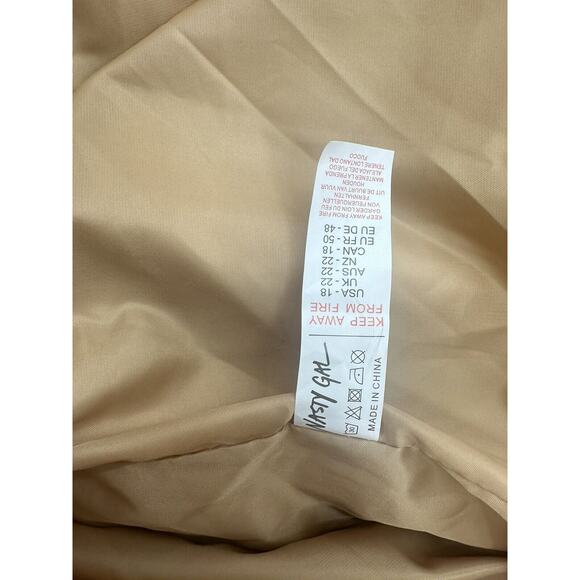 NASTY GAL
30
MADE IN CHINA
KEEP AWAY
FROM FIRE
USA - 18
UK - 22
AUS - 22
NZ - 22
CAN - 18
EU FR - 50
EU DE - 48
KEEP AWAY FROM FIRE
GARDER LOIN DU FEU
VON FEUERQUELLEN
FERNHALTEN
UIT DE BUURT VAN VUUR
HOUDEN
MANTENER LA PRENDA
ALEJADA DEL FUEGO
TENERE LONTANO DAL
FUOCO